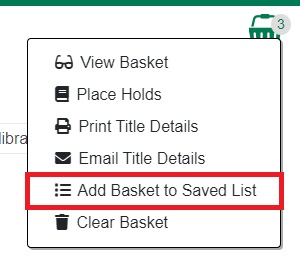 3
View Basket
Place Holds
libra
Print Title Details
Email Title Details
Add Basket to Saved List
Clear Basket